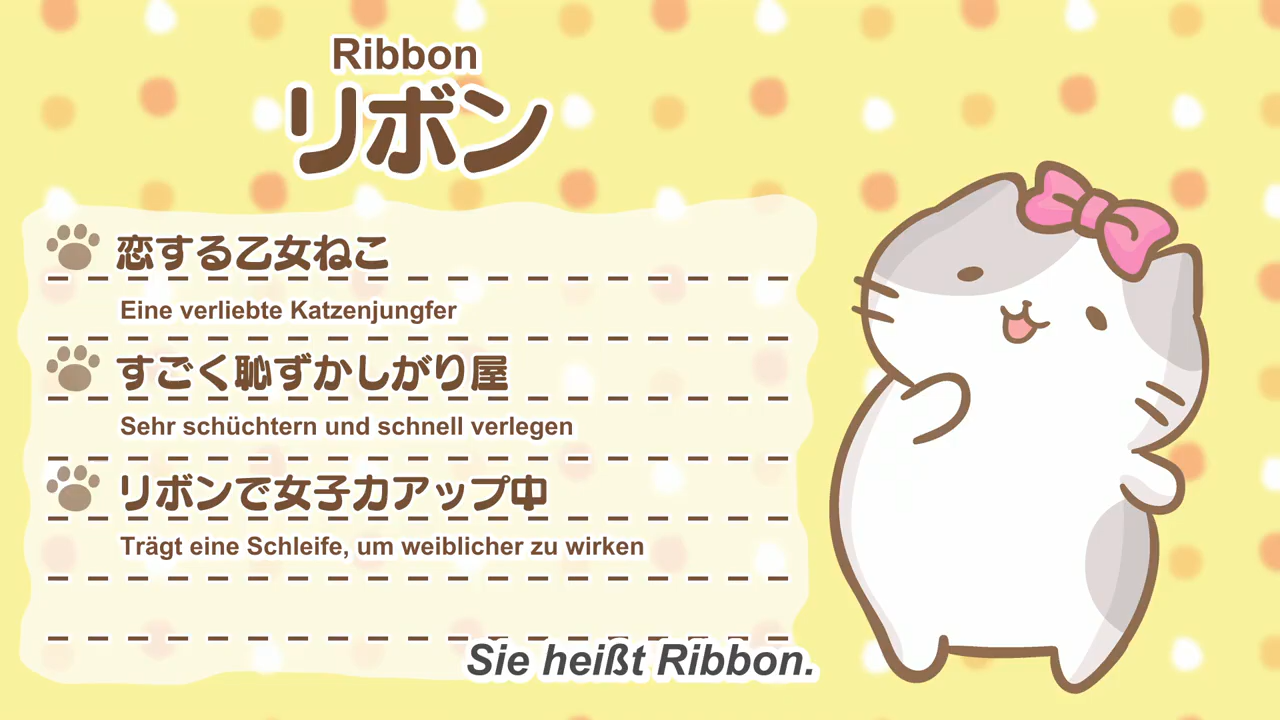 Ribbon
リボン
恋する乙女ねこ
Eine verliebte Katzenjungfer
すごく恥ずかしがり屋
Sehr schüchtern und schnell verlegen
リボンで女子力アップ中
Trägt eine Schleife, um weiblicher zu wirken
Sie heißt Ribbon.